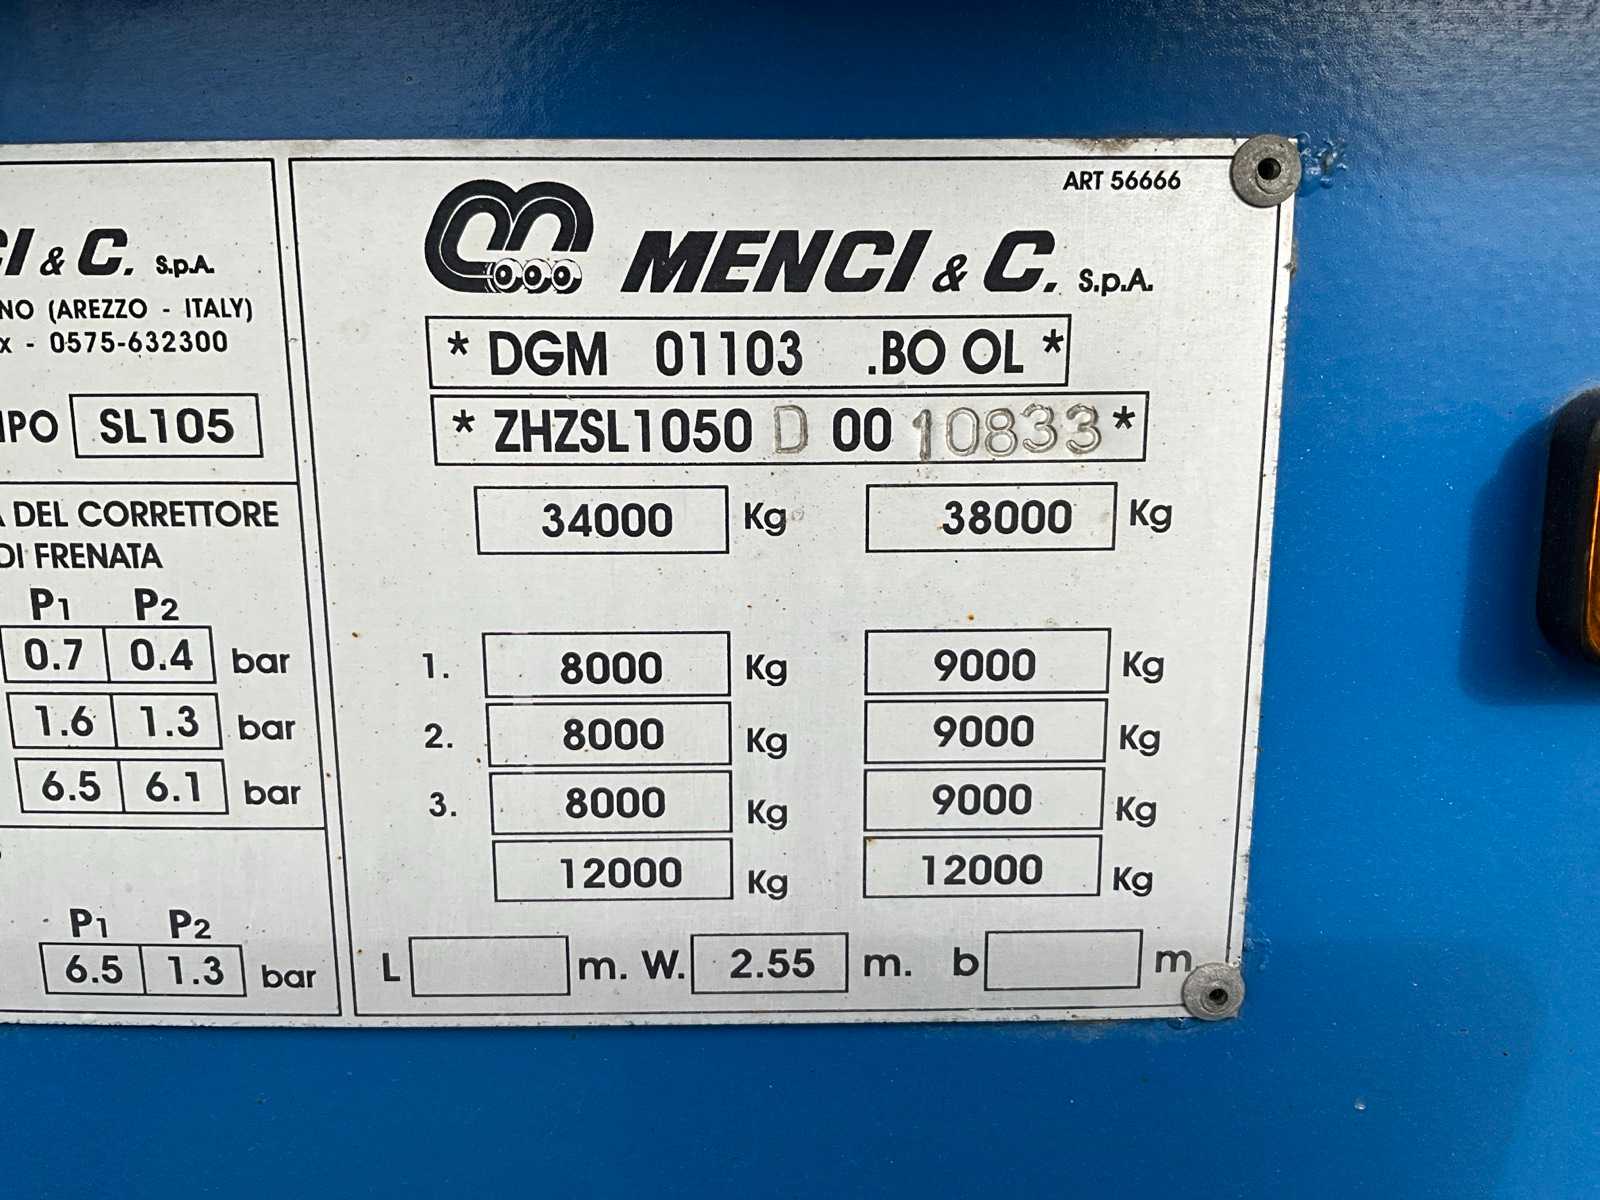 & C. S.p.A.
(AREZZO - ITALY)
- 0575-632300
SL105
DEL CORRETTORE
DI FRENATA
P1 P2
0.7 0.4 bar
1.6 1.3 bar
6.5 6.1 bar
P1 P2
6.5 1.3 bar
ART 56666
MENCI & C. S.p.A.
* DGM 01103 .BO OL *
* ZHZSL1050 D 00 10833 *
34000 Kg 38000 Kg
1. 8000 Kg 9000 Kg
2. 8000 Kg 9000 Kg
3. 8000 Kg 9000 Kg
12000 Kg 12000 Kg
L m. W. 2.55 m. b m